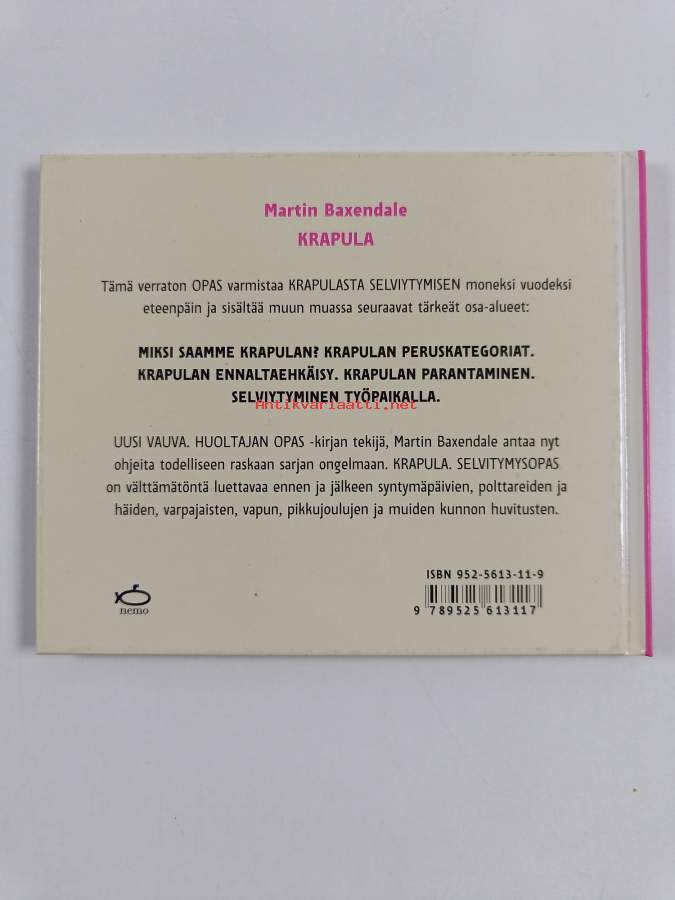 Martin Baxendale
KRAPULA
Tämä verraton OPAS varmistaa KRAPULASTA SELVIYTYMISEN moneksi vuodeksi
eteenpäin ja sisältää muun muassa seuraavat tärkeät osa-alueet:
MIKSI SAAMME KRAPULAN? KRAPULAN PERUSKATEGORIAT.
KRAPULAN ENNALTAEHKÄISY. KRAPULAN PARANTAMINEN.
SELVIYTYMINEN TYÖPAIKALLA.
Antikvariaatti.net
UUSI VAUVA. HUOLTAJAN OPAS -kirjan tekijä, Martin Baxendale antaa nyt
ohjeita todelliseen raskaan sarjan ongelmaan. KRAPULA. SELVITYMYSOPAS
on välttämätöntä luettavaa ennen ja jälkeen syntymäpäivien, polttareiden ja
häiden, varpajaisten, vapun, pikkujoulujen ja muiden kunnon huvitusten.
ISBN 952-5613-11-9
9 789525 613117
nemo